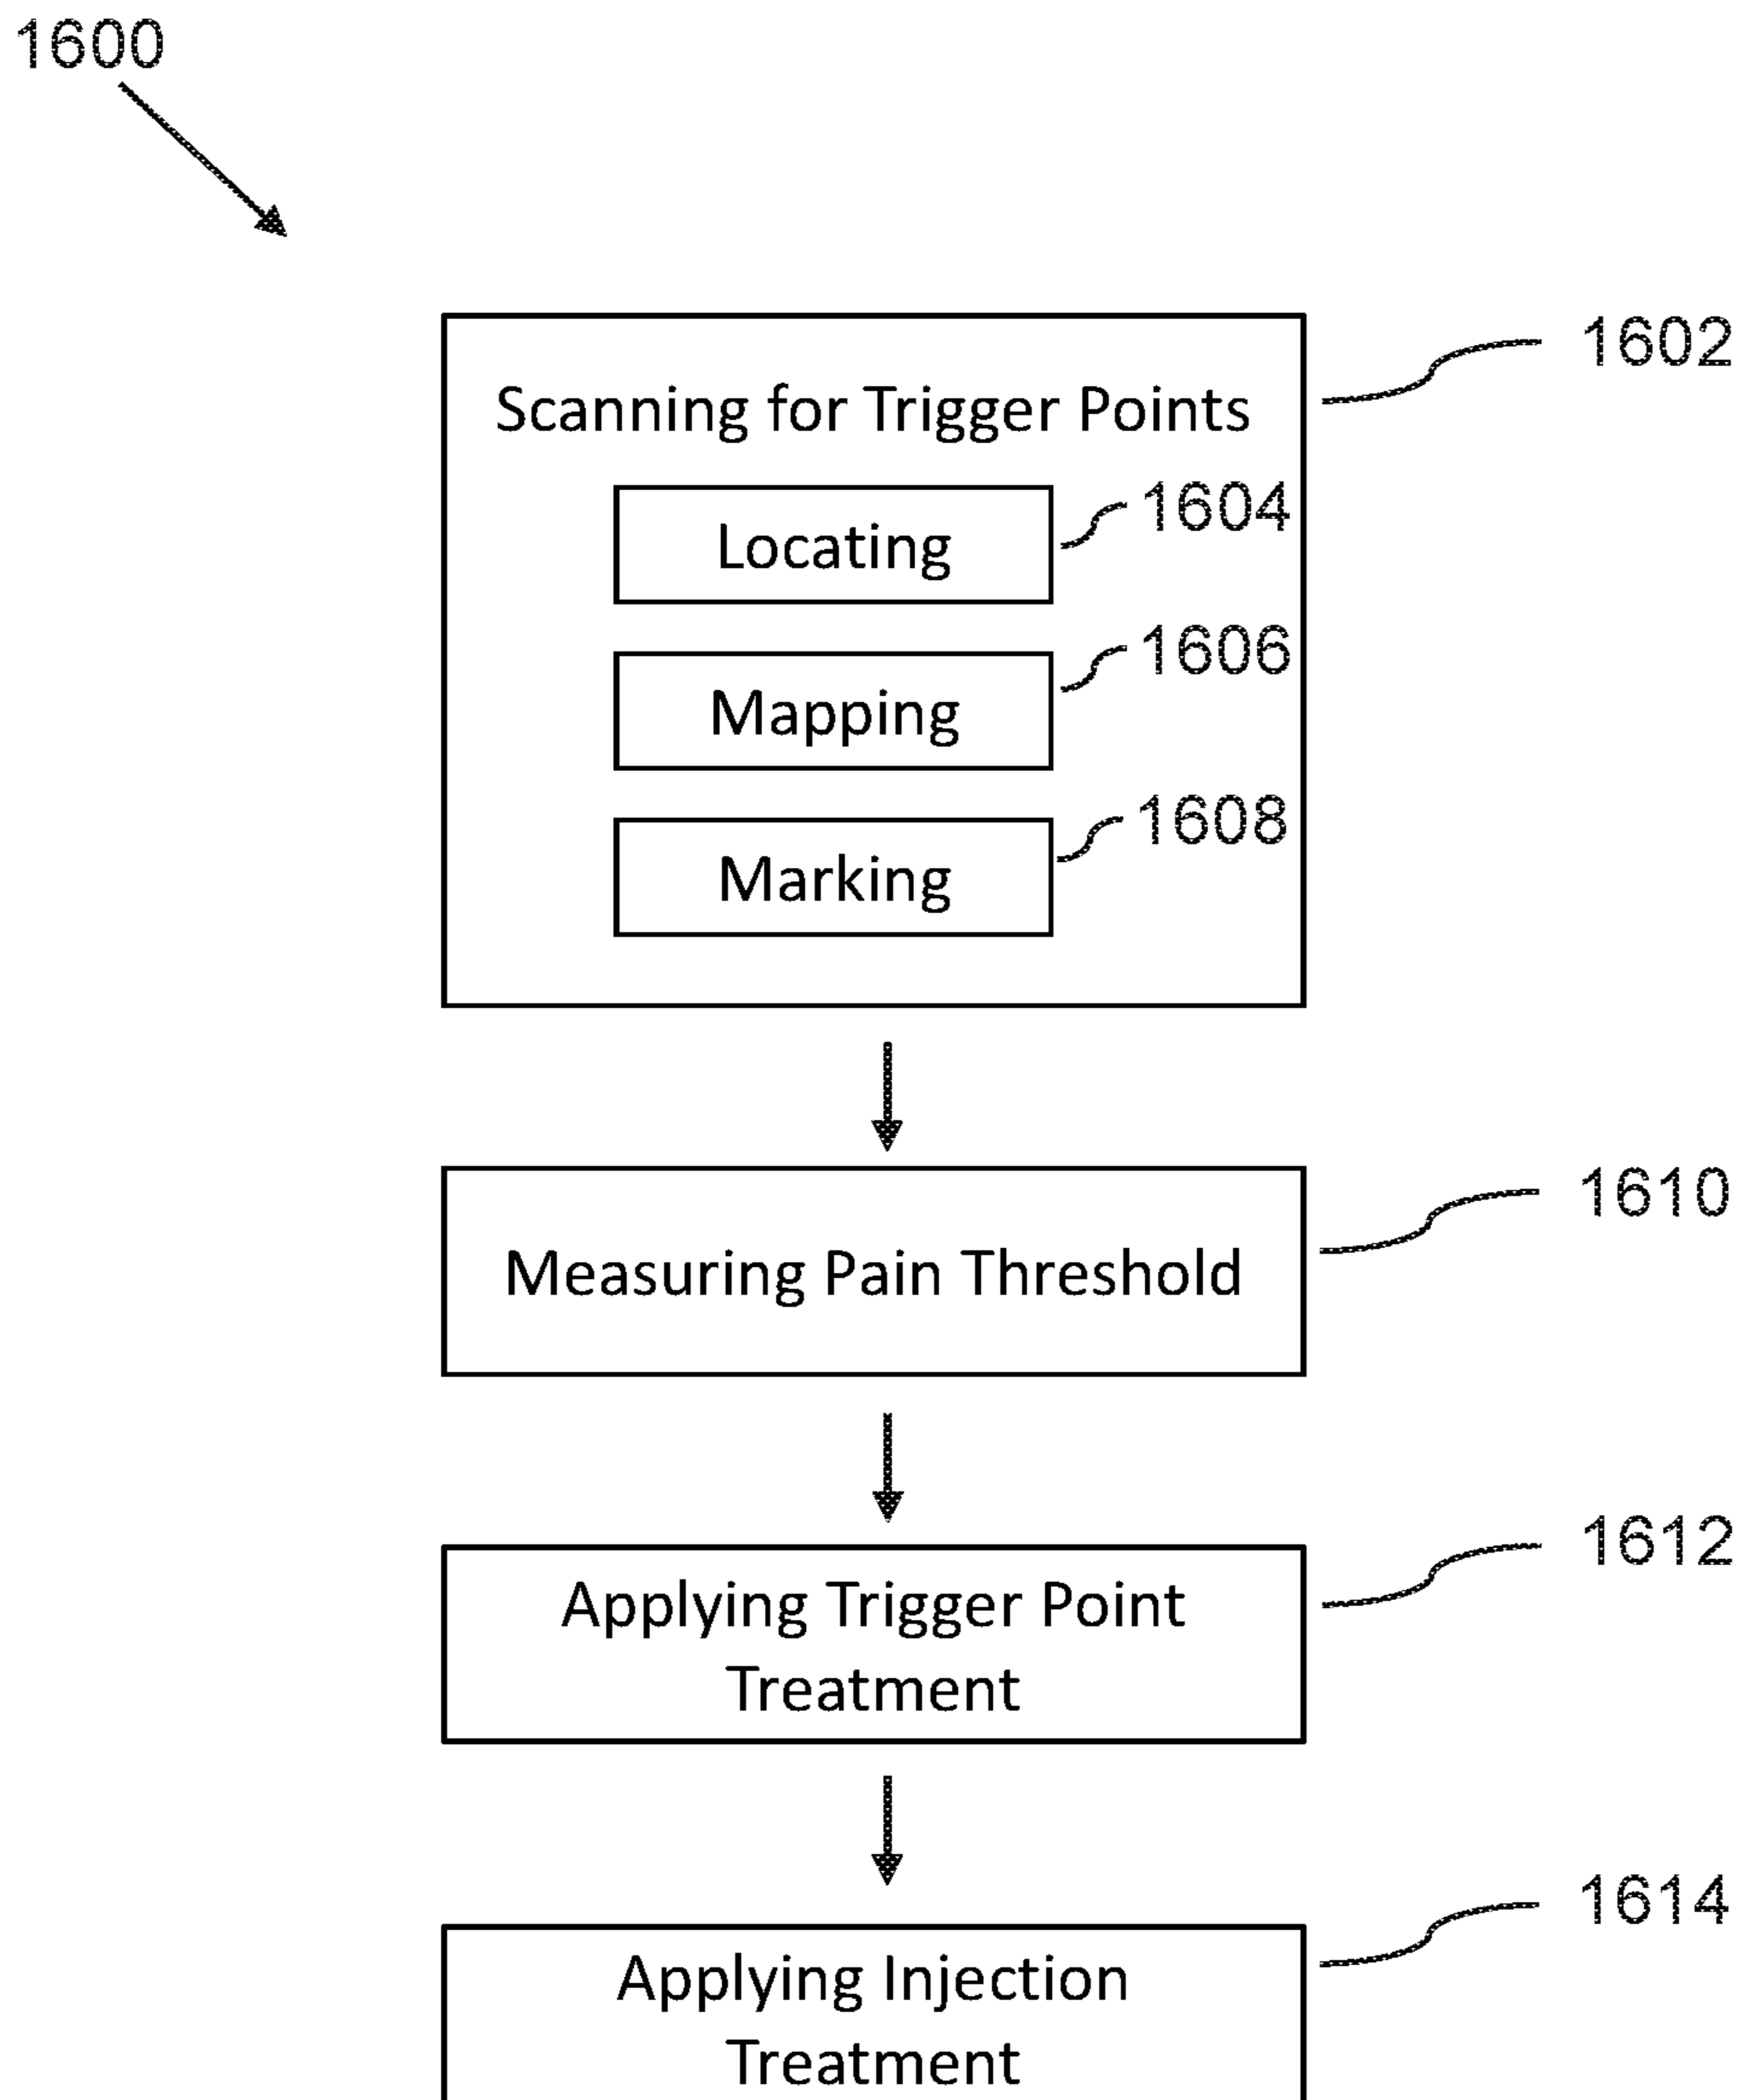 1600
1602
Scanning for Trigger Points
1604
Locating
1606
Mapping
1608
Marking
1610
Measuring Pain Threshold
1612
Applying Trigger Point
Treatment
1614
Applying Injection
Treatment